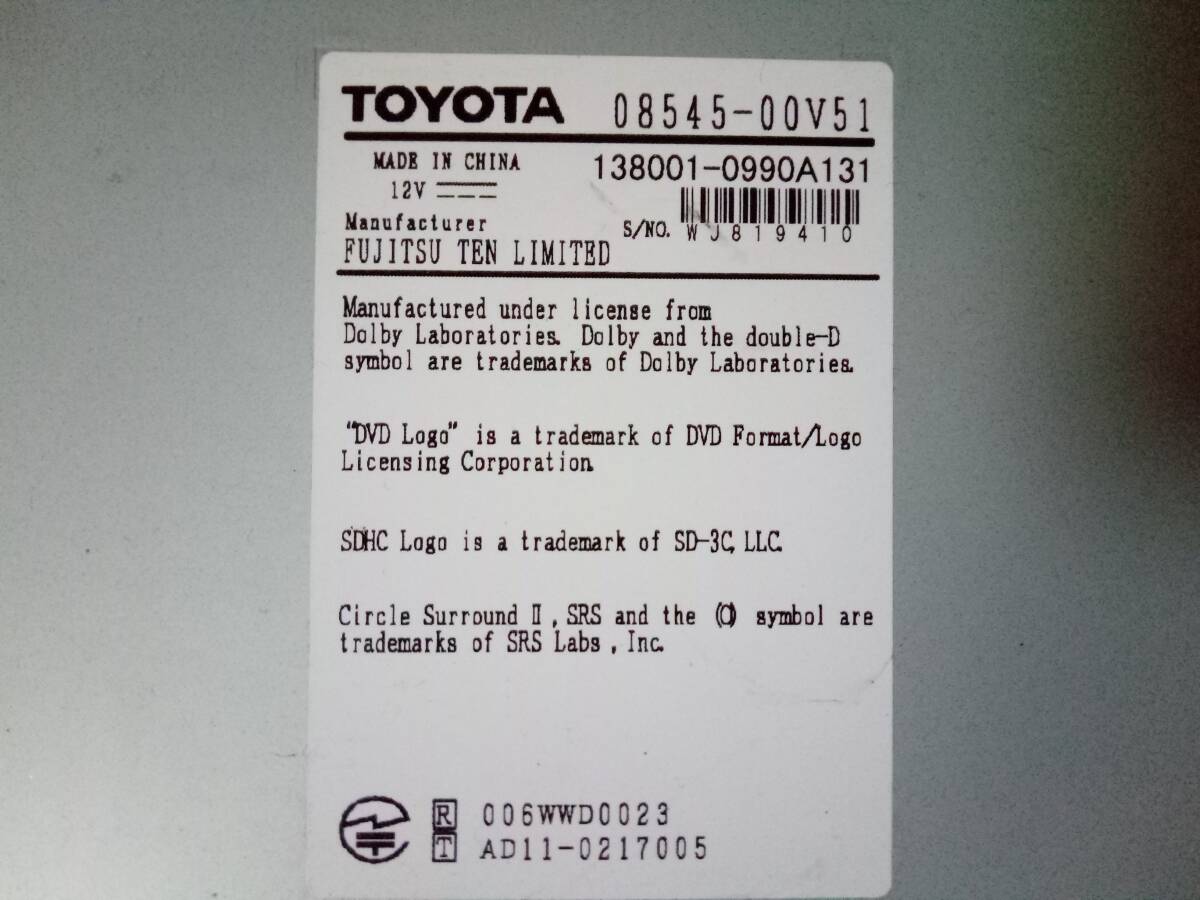 TOYOTA 08545-00V51
MADE IN CHINA 138001-0990A131
12V
Manufacturer S/NO. WJ819410
FUJITSU TEN LIMITED
Manufactured under license from
Dolby Laboratories. Dolby and the double-D
symbol are trademarks of Dolby Laboratories.
"DVD Logo" is a trademark of DVD Format/Logo
Licensing Corporation.
SDHC Logo is a trademark of SD-3C, LLC.
Circle Surround Ⅱ, SRS and the symbol are
trademarks of SRS Labs, Inc.
R 006WWD0023
T AD11-0217005